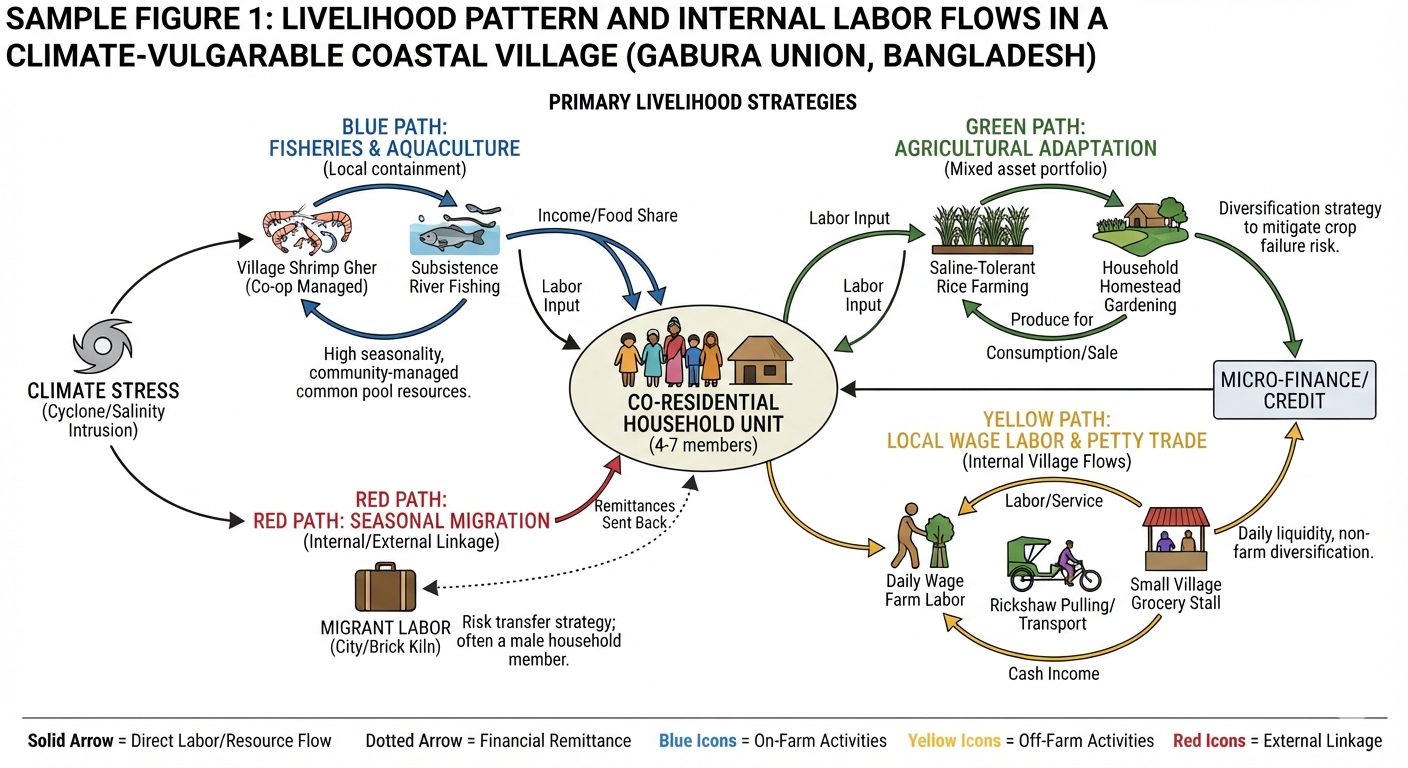 SAMPLE FIGURE 1: LIVELIHOOD PATTERN AND INTERNAL LABOR FLOWS IN A
CLIMATE-VULGARABLE COASTAL VILLAGE (GABURA UNION, BANGLADESH)
PRIMARY LIVELIHOOD STRATEGIES
BLUE PATH:
FISHERIES & AQUACULTURE
(Local containment)
Village Shrimp Gher
(Co-op Managed)
Subsistence
River Fishing
High seasonality,
community-managed
common pool resources.
Income/Food Share
Labor
Input
GREEN PATH:
AGRICULTURAL ADAPTATION
(Mixed asset portfolio)
Labor Input
Labor
Input
Saline-Tolerant
Rice Farming
Household
Homestead
Gardening
Produce for
Consumption/Sale
Diversification strategy
to mitigate crop
failure risk.
CLIMATE STRESS
(Cyclone/Salinity
Intrusion)
CO-RESIDENTIAL
HOUSEHOLD UNIT
(4-7 members)
MICRO-FINANCE/
CREDIT
RED PATH:
RED PATH: SEASONAL MIGRATION
(Internal/External Linkage)
Remittances
Sent Back.
MIGRANT LABOR
(City/Brick Kiln)
Risk transfer strategy;
often a male household
member.
YELLOW PATH:
LOCAL WAGE LABOR & PETTY TRADE
(Internal Village Flows)
Labor/Service
Daily Wage
Farm Labor
Rickshaw Pulling/
Transport
Small Village
Grocery Stall
Daily liquidity, non-
farm diversification.
Cash Income
Solid Arrow = Direct Labor/Resource Flow
Dotted Arrow = Financial Remittance
Blue Icons = On-Farm Activities
Yellow Icons = Off-Farm Activities
Red Icons = External Linkage